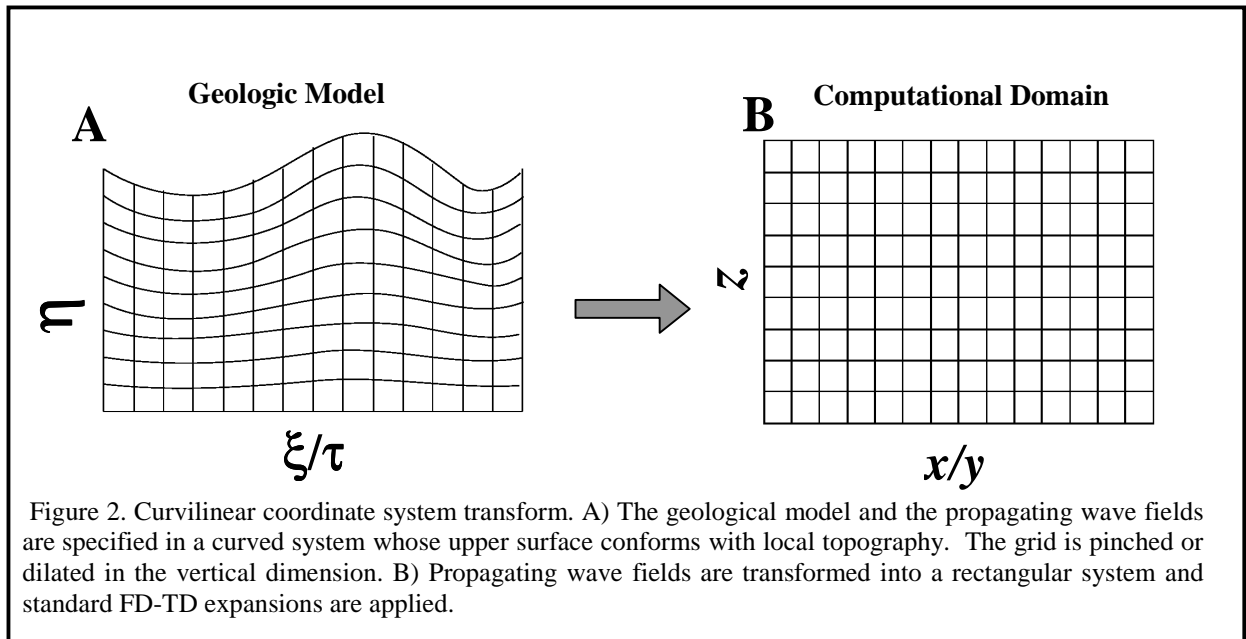 Geologic Model
Computational Domain
A
B
η
z
ξ/τ
x/y
Figure 2. Curvilinear coordinate system transform. A) The geological model and the propagating wave fields
are specified in a curved system whose upper surface conforms with local topography. The grid is pinched or
dilated in the vertical dimension. B) Propagating wave fields are transformed into a rectangular system and
standard FD-TD expansions are applied.